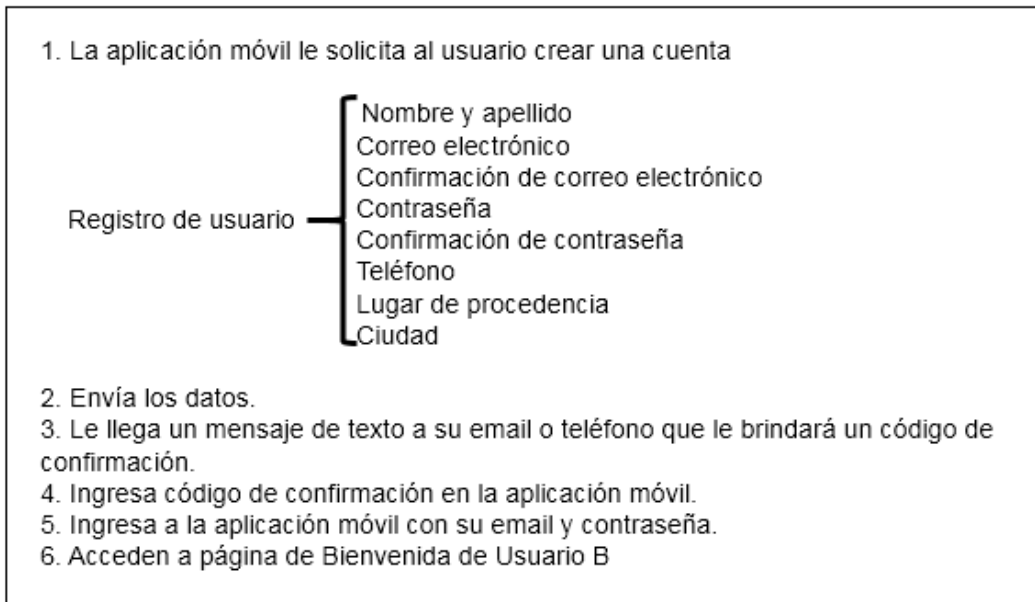 1. La aplicación móvil le solicita al usuario crear una cuenta
Registro de usuario
Nombre y apellido
Correo electrónico
Confirmación de correo electrónico
Contraseña
Confirmación de contraseña
Teléfono
Lugar de procedencia
Ciudad
2. Envía los datos.
3. Le llega un mensaje de texto a su email o teléfono que le brindará un código de
confirmación.
4. Ingresa código de confirmación en la aplicación móvil.
5. Ingresa a la aplicación móvil con su email y contraseña.
6. Acceden a página de Bienvenida de Usuario B